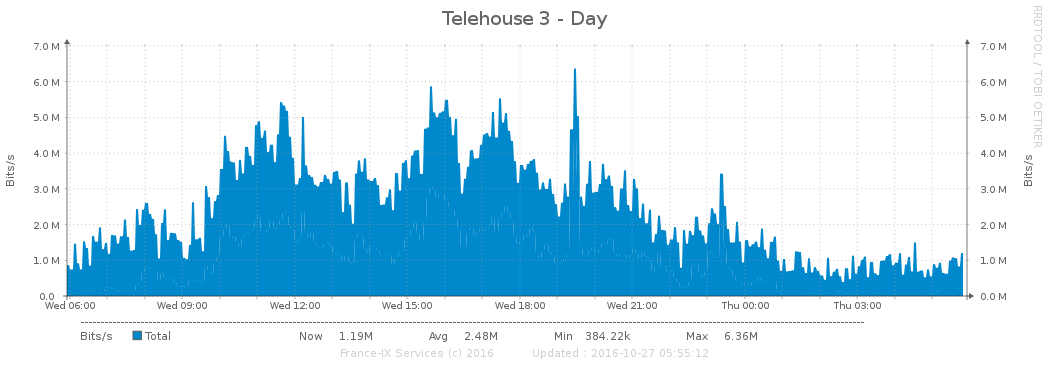 Telehouse 3 - Day
RRDTOOL / TOBI OETIKER
Bits/s
Bits/s
7.0 M 7.0 M
6.0 M 6.0 M
5.0 M 5.0 M
4.0 M 4.0 M
3.0 M 3.0 M
2.0 M 2.0 M
1.0 M 1.0 M
0.0 0.0 M
Wed 06:00 Wed 09:00 Wed 12:00 Wed 15:00 Wed 18:00 Wed 21:00 Thu 00:00 Thu 03:00
Bits/s Total Now 1.19M Avg 2.48M Min 384.22k Max 6.36M
France-IX Services (c) 2016 Updated : 2016-10-27 05:55:12